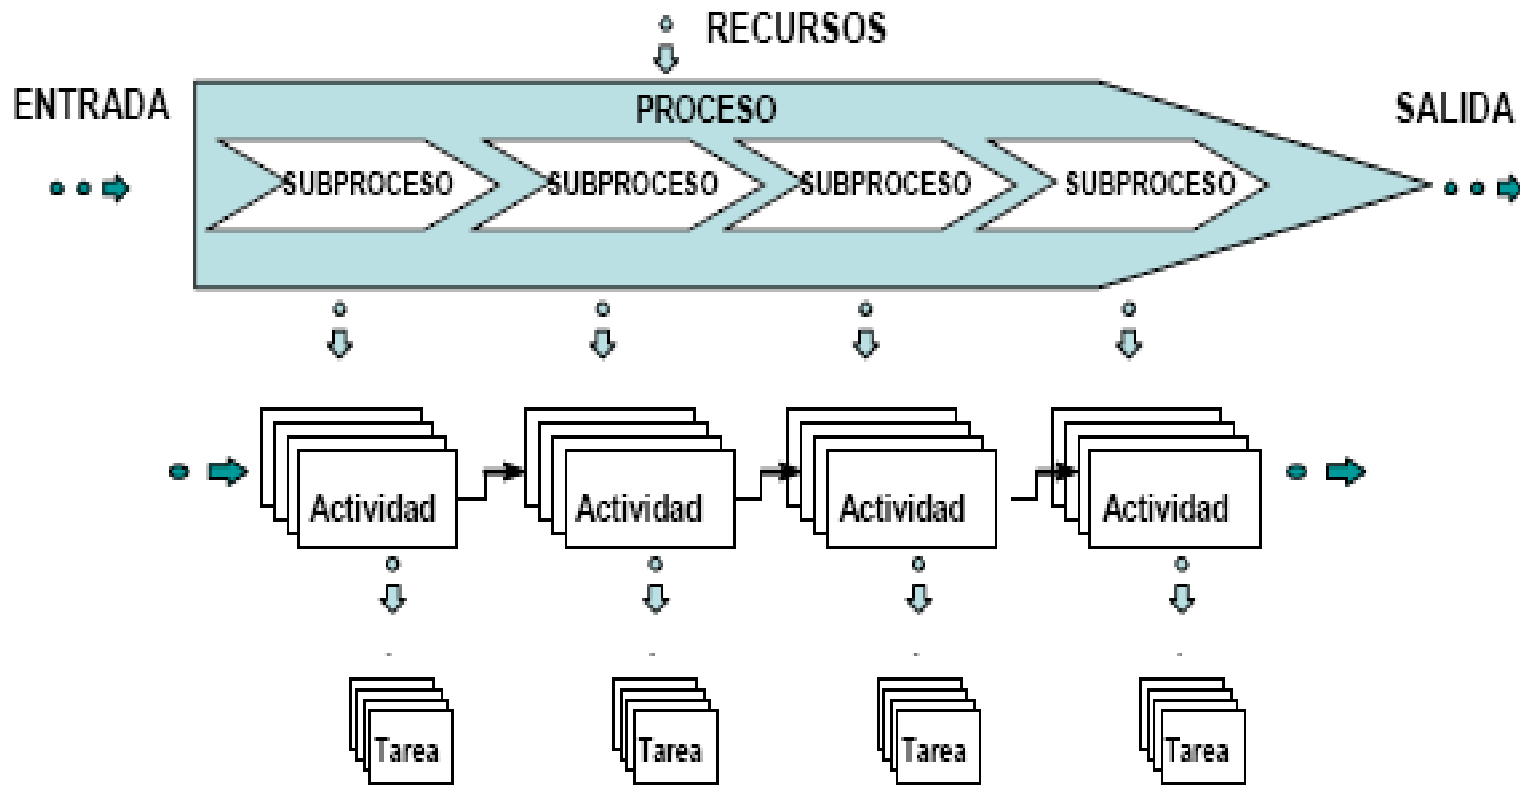 RECURSOS
ENTRADA
PROCESO
SALIDA
SUBPROCESO SUBPROCESO SUBPROCESO SUBPROCESO
Actividad Actividad Actividad Actividad
Tarea Tarea Tarea Tarea